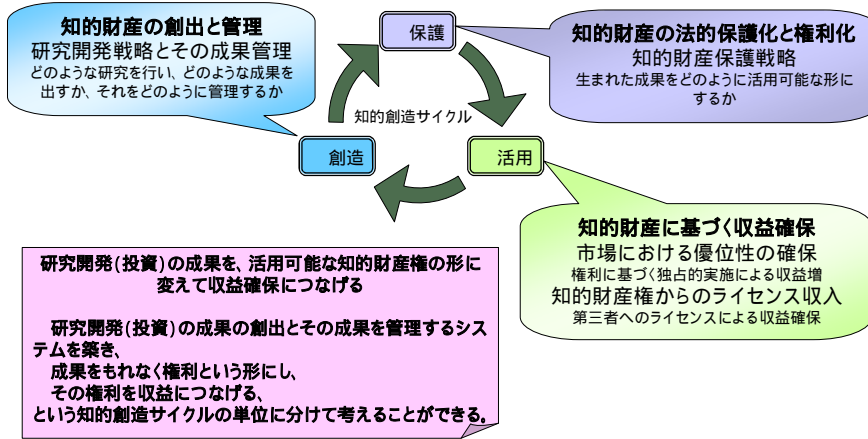 知的財産の創出と管理
研究開発戦略とその成果管理
どのような研究を行い、どのような成果を
出すか、それをどのように管理するか
保護
知的財産の法的保護化と権利化
知的財産保護戦略
生まれた成果をどのように活用可能な形に
するか
知的創造サイクル
創造
活用
知的財産に基づく収益確保
市場における優位性の確保
権利に基づく独占的実施による収益増
知的財産権からのライセンス収入
第三者へのライセンスによる収益確保
研究開発(投資)の成果を、活用可能な知的財産権の形に
変えて収益確保につなげる
研究開発(投資)の成果の創出とその成果を管理するシス
テムを築き、
成果をもれなく権利という形にし、
その権利を収益につなげる、
という知的創造サイクルの単位に分けて考えることができる。